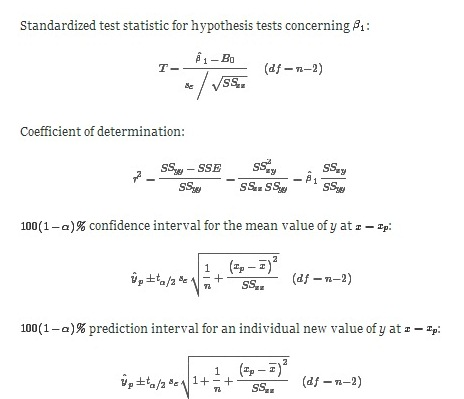 Standardized test statistic for hypothesis tests concerning β₁:
T = (β̂₁ − B₀) / (sε / √SSxx) (df = n−2)
Coefficient of determination:
r² = (SSyy − SSE) / SSyy = SS²xy / (SSxx SSyy) = β̂₁ SSxy / SSyy
100(1−α)% confidence interval for the mean value of y at x = xp:
ŷp ± tα/2 sε √(1/n + (xp − x̄)² / SSxx) (df = n−2)
100(1−α)% prediction interval for an individual new value of y at x = xp:
ŷp ± tα/2 sε √(1 + 1/n + (xp − x̄)² / SSxx) (df = n−2)